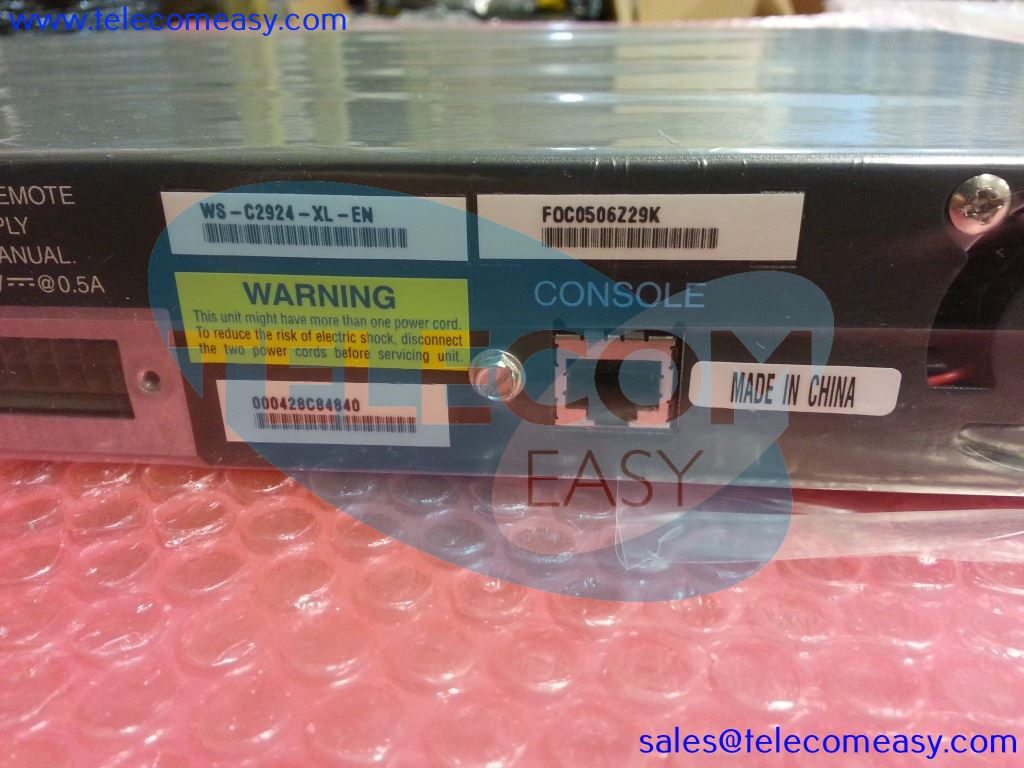 www.telecomeasy.com
EMOTE
PLY
ANUAL.
@0.5A
WS-C2924-XL-EN
FOC0506Z29K
WARNING
This unit might have more than one power cord.
To reduce the risk of electric shock, disconnect
the two power cords before servicing unit.
CONSOLE
TELECOM
EASY
MADE IN CHINA
000428C84840
sales@telecomeasy.com